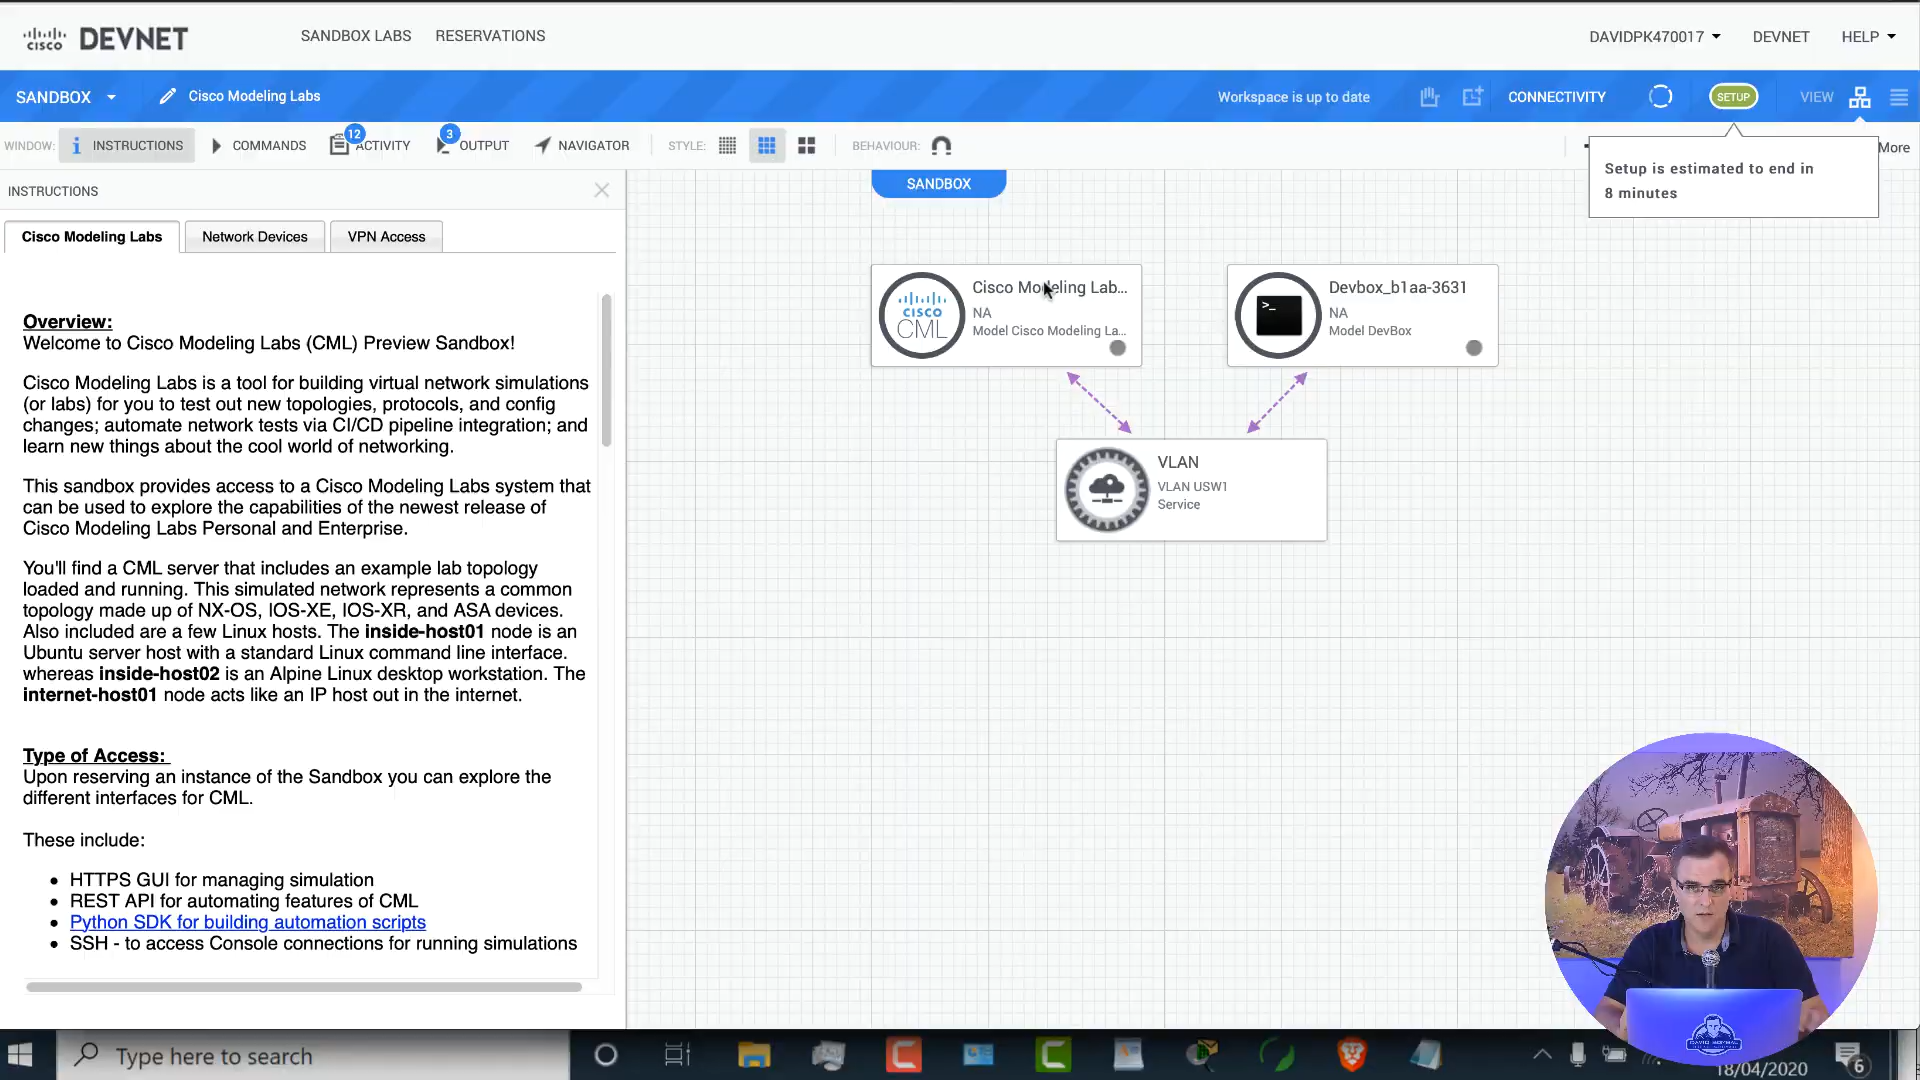 CISCO DEVNET
SANDBOX LABS
RESERVATIONS
DAVIDPK470017
DEVNET
HELP
SANDBOX
Cisco Modeling Labs
Workspace is up to date
CONNECTIVITY
SETUP
VIEW
WINDOW:
INSTRUCTIONS
COMMANDS
12
ACTIVITY
3
OUTPUT
NAVIGATOR
STYLE:
BEHAVIOUR:
More
Setup is estimated to end in
8 minutes
INSTRUCTIONS
Cisco Modeling Labs
Network Devices
VPN Access
Overview:
Welcome to Cisco Modeling Labs (CML) Preview Sandbox!
Cisco Modeling Labs is a tool for building virtual network simulations
(or labs) for you to test out new topologies, protocols, and config
changes; automate network tests via CI/CD pipeline integration; and
learn new things about the cool world of networking.
This sandbox provides access to a Cisco Modeling Labs system that
can be used to explore the capabilities of the newest release of
Cisco Modeling Labs Personal and Enterprise.
You'll find a CML server that includes an example lab topology
loaded and running. This simulated network represents a common
topology made up of NX-OS, IOS-XE, IOS-XR, and ASA devices.
Also included are a few Linux hosts. The inside-host01 node is an
Ubuntu server host with a standard Linux command line interface.
whereas inside-host02 is an Alpine Linux desktop workstation. The
internet-host01 node acts like an IP host out in the internet.
Type of Access:
Upon reserving an instance of the Sandbox you can explore the
different interfaces for CML.
These include:
• HTTPS GUI for managing simulation
• REST API for automating features of CML
• Python SDK for building automation scripts
• SSH - to access Console connections for running simulations
SANDBOX
CISCO
CML
Cisco Modeling Lab...
NA
Model Cisco Modeling La...
>_
Devbox_b1aa-3631
NA
Model DevBox
VLAN
VLAN USW1
Service
DAVID BOMBAL
Type here to search
18/04/2020
6